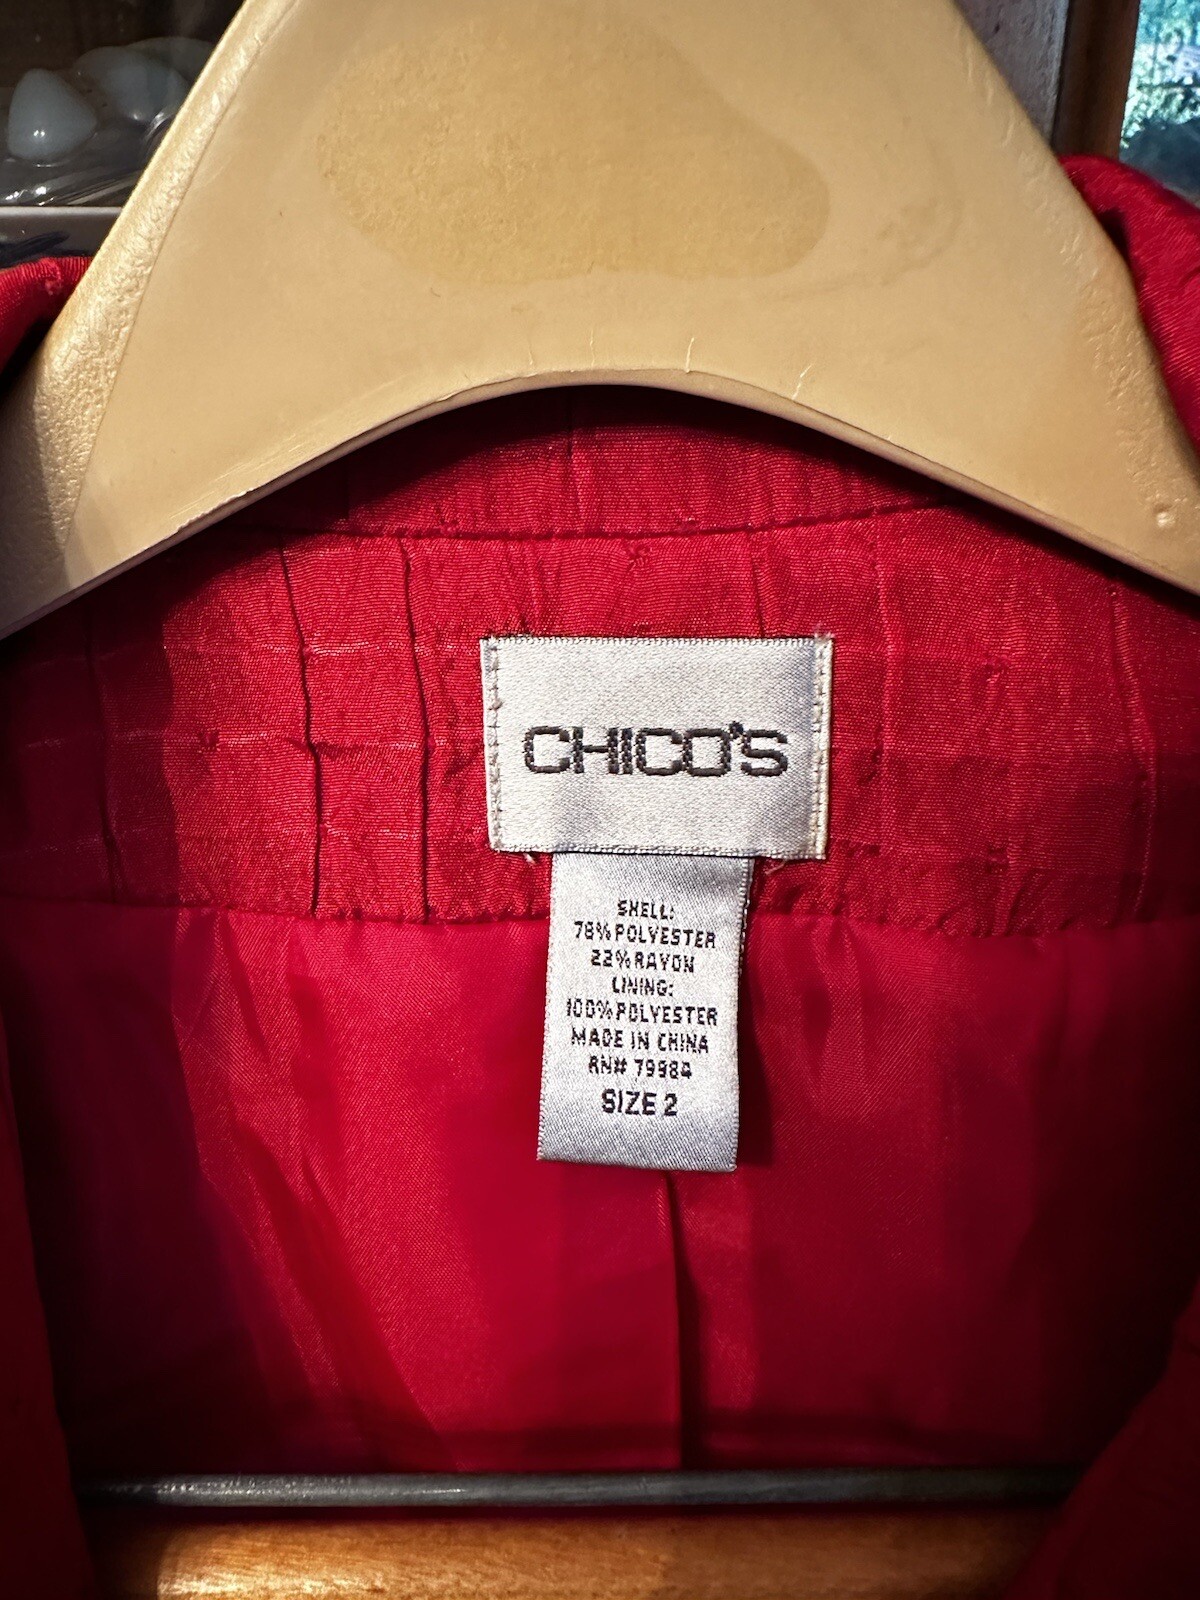 CHICO'S
SHELL:
78% POLYESTER
22% RAYON
LINING:
100% POLYESTER
MADE IN CHINA
RN# 79984
SIZE 2